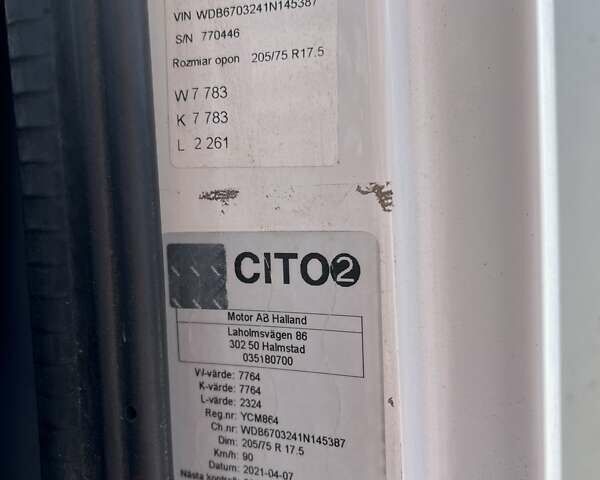 VIN WDB6703241N145387
S/N 770446
Rozmiar opon 205/75 R17.5
W 7 783
K 7 783
L 2 261
CITO2
Motor AB Halland
Laholmsvägen 86
302 50 Halmstad
035180700
W-värde: 7764
K-värde: 7764
L-värde: 2324
Reg.nr: YCM864
Ch.nr: WDB6703241N145387
Dim: 205/75 R 17.5
Km/h: 90
Datum: 2021-04-07
Nästa kontroll